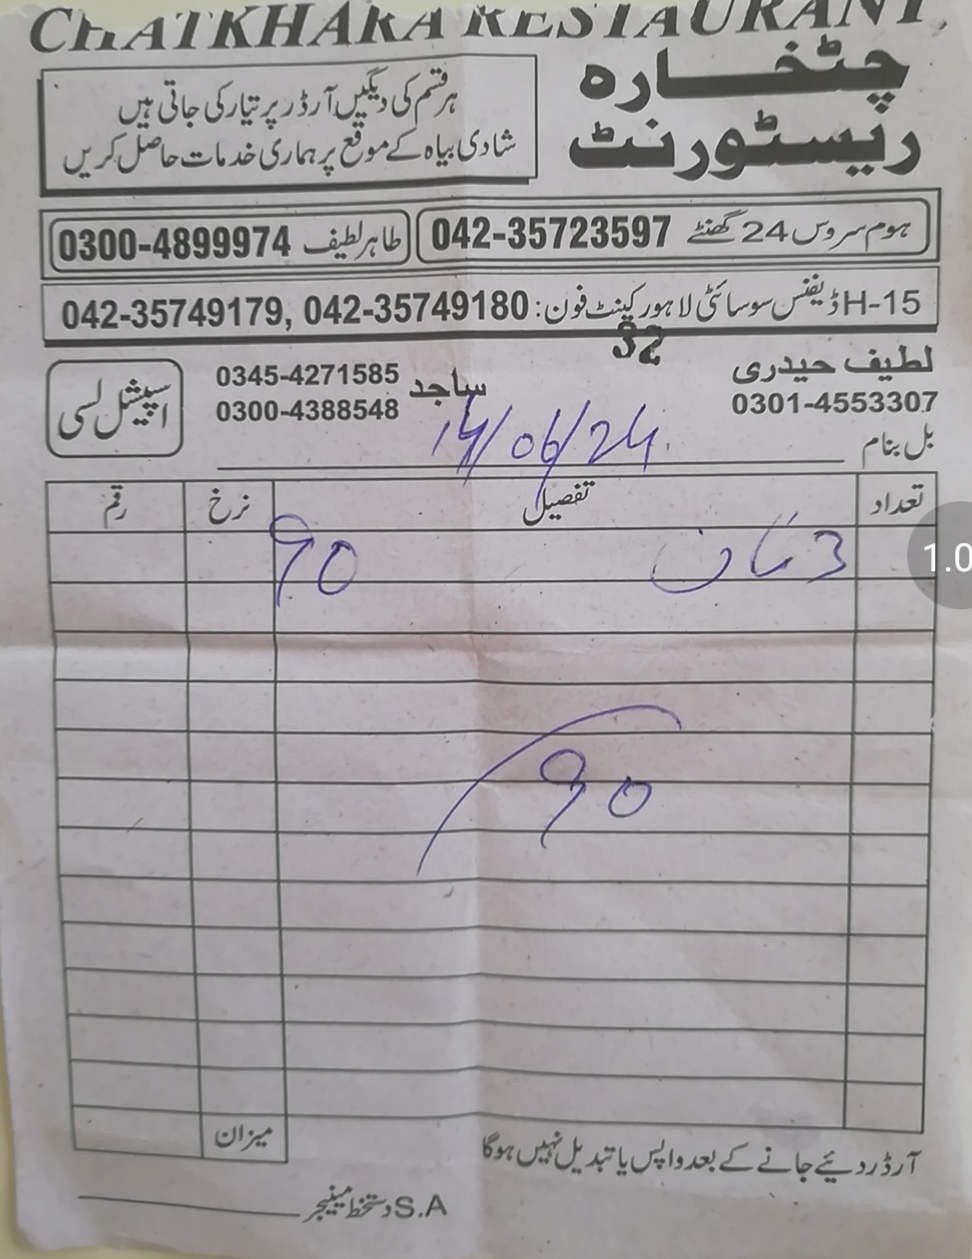 CHATKHARA RESTAURANT.
چٹخارہ
ریسٹورنٹ
ہر قسم کی دیگیں آرڈر پر تیار کی جاتی ہیں
شادی بیاہ کے موقع پر ہماری خدمات حاصل کریں
ہوم سروس 24 گھنٹے 042-35723597
طاہر لطیف 0300-4899974
15-H ڈیفنس سوسائٹی لاہور کینٹ فون: 042-35749180 ,042-35749179
32
لطیف حیدری
0301-4553307
ساجد 0345-4271585
0300-4388548
اسپیشل لسی
بل بنام
14/06/24
تعداد تفصیل نرخ رقم
3 نان 90
90
میزان
آرڈر دئیے جانے کے بعد واپس یا تبدیل نہیں ہوگا
S.A دستخط مینیجر
1.0